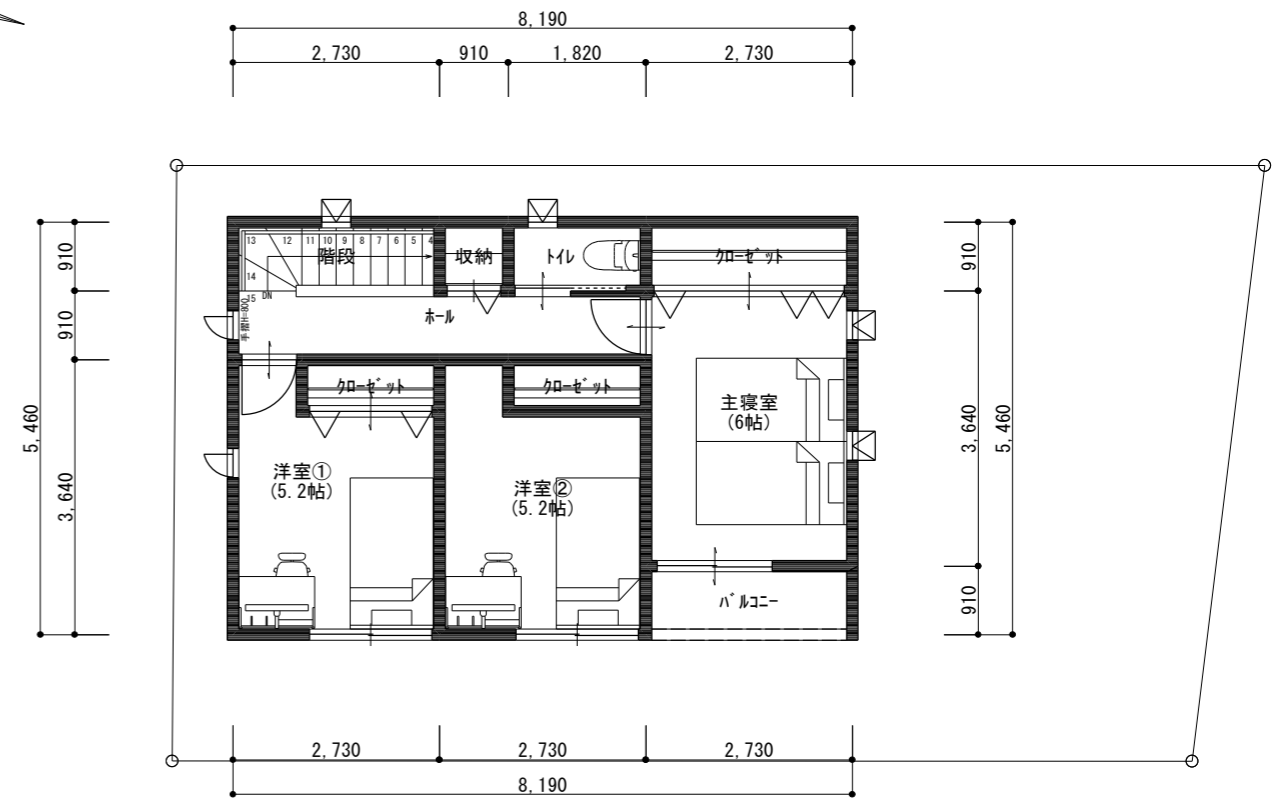 8,190
2,730
910
1,820
2,730
910
910
3,640
5,460
910
3,640
910
5,460
13
12
11
10
9
8
7
6
5
4
14
15
DN
手摺H=800
階段
収納
トイレ
クローゼット
ホール
クローゼット
クローゼット
主寝室
(6帖)
洋室①
(5.2帖)
洋室②
(5.2帖)
バルコニー
2,730
2,730
2,730
8,190